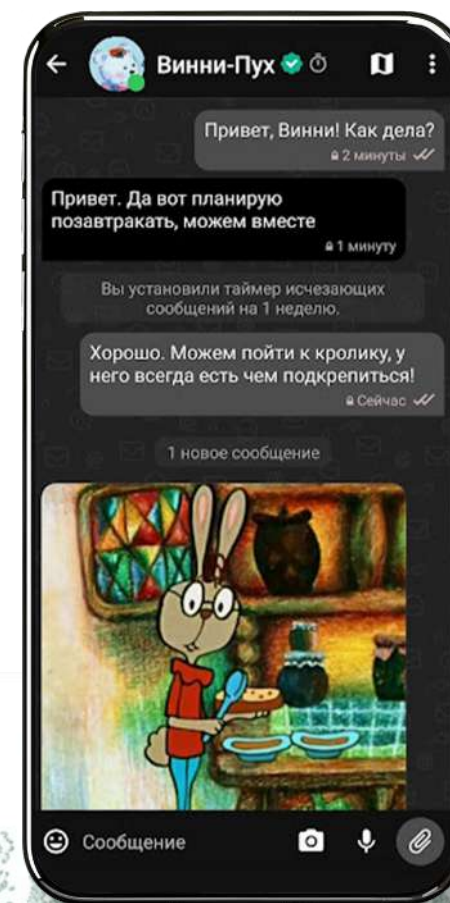 Винни-Пух
Привет, Винни! Как дела?
2 минуты
Привет. Да вот планирую
позавтракать, можем вместе
1 минуту
Вы установили таймер исчезающих
сообщений на 1 неделю.
Хорошо. Можем пойти к кролику, у
него всегда есть чем подкрепиться!
Сейчас
1 новое сообщение
Сообщение